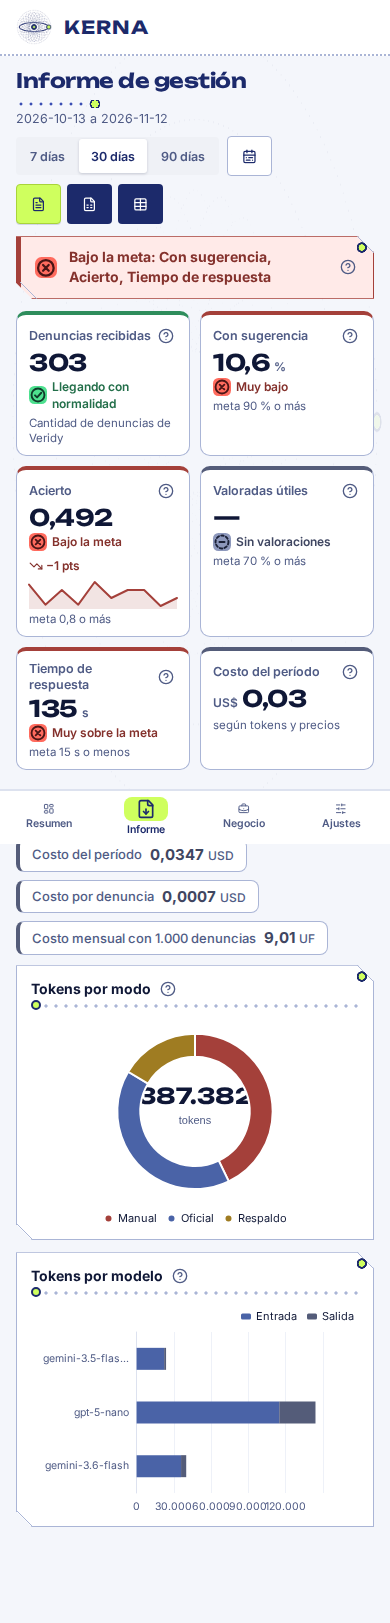 KERNA
Informe de gestión
2026-10-13 a 2026-11-12
7 días 30 días 90 días
Bajo la meta: Con sugerencia,
Acierto, Tiempo de respuesta
Denuncias recibidas
303
Llegando con
normalidad
Cantidad de denuncias de
Veridy
Con sugerencia
10,6 %
Muy bajo
meta 90 % o más
Acierto
0,492
Bajo la meta
−1 pts
meta 0,8 o más
Valoradas útiles
—
Sin valoraciones
meta 70 % o más
Tiempo de
respuesta
135 s
Muy sobre la meta
meta 15 s o menos
Costo del período
US$ 0,03
según tokens y precios
Resumen Informe Negocio Ajustes
Costo del período 0,0347 USD
Costo por denuncia 0,0007 USD
Costo mensual con 1.000 denuncias 9,01 UF
Tokens por modo
387.382
tokens
Manual Oficial Respaldo
Tokens por modelo
Entrada Salida
gemini-3.5-flas...
gpt-5-nano
gemini-3.6-flash
0 30.000 60.000 90.000 120.000